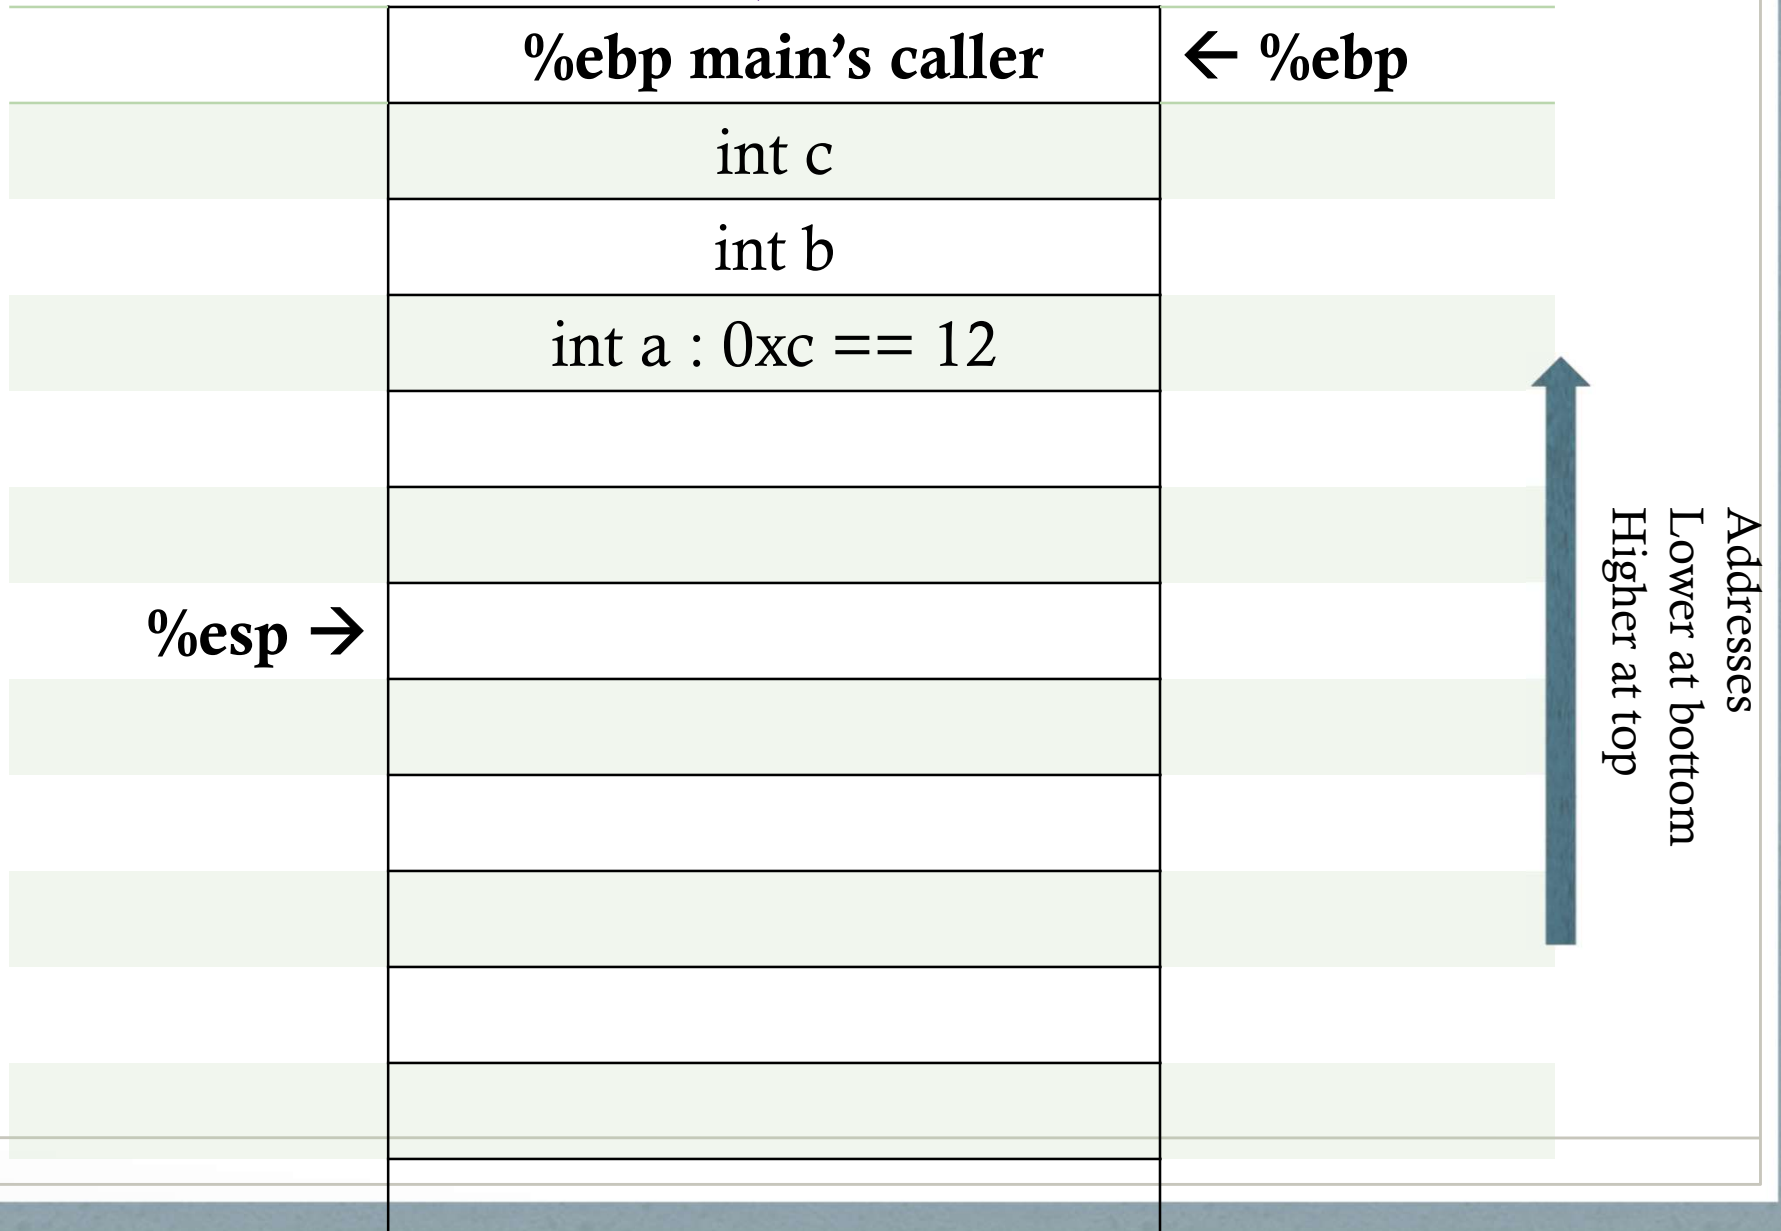 %ebp main’s caller
← %ebp
int c
int b
int a : 0xc == 12
%esp →
Addresses
Lower at bottom
Higher at top